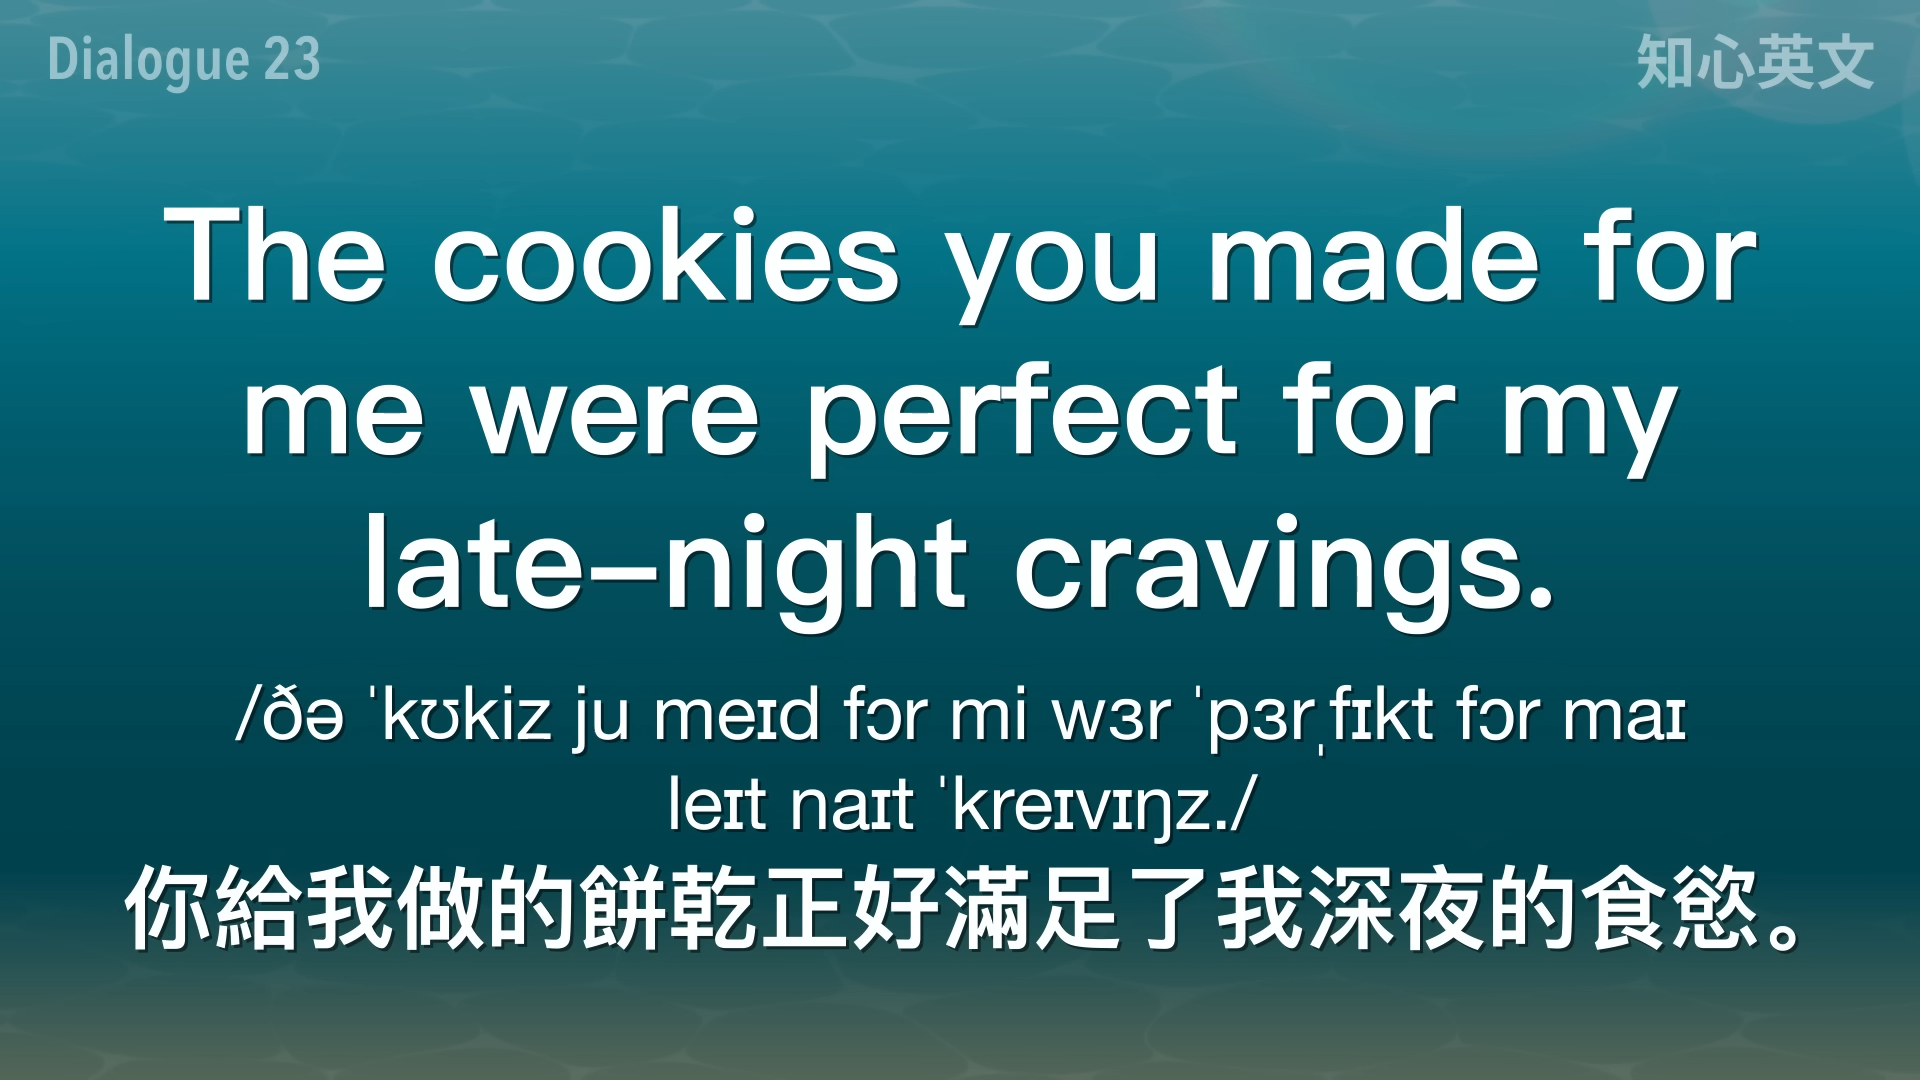 Dialogue 23
知心英文
The cookies you made for
me were perfect for my
late-night cravings.
/ðə ˈkʊkiz ju meɪd fɔr mi wɜr ˈpɜrˌfɪkt fɔr maɪ
leɪt naɪt ˈkreɪvɪŋz./
你給我做的餅乾正好滿足了我深夜的食慾。